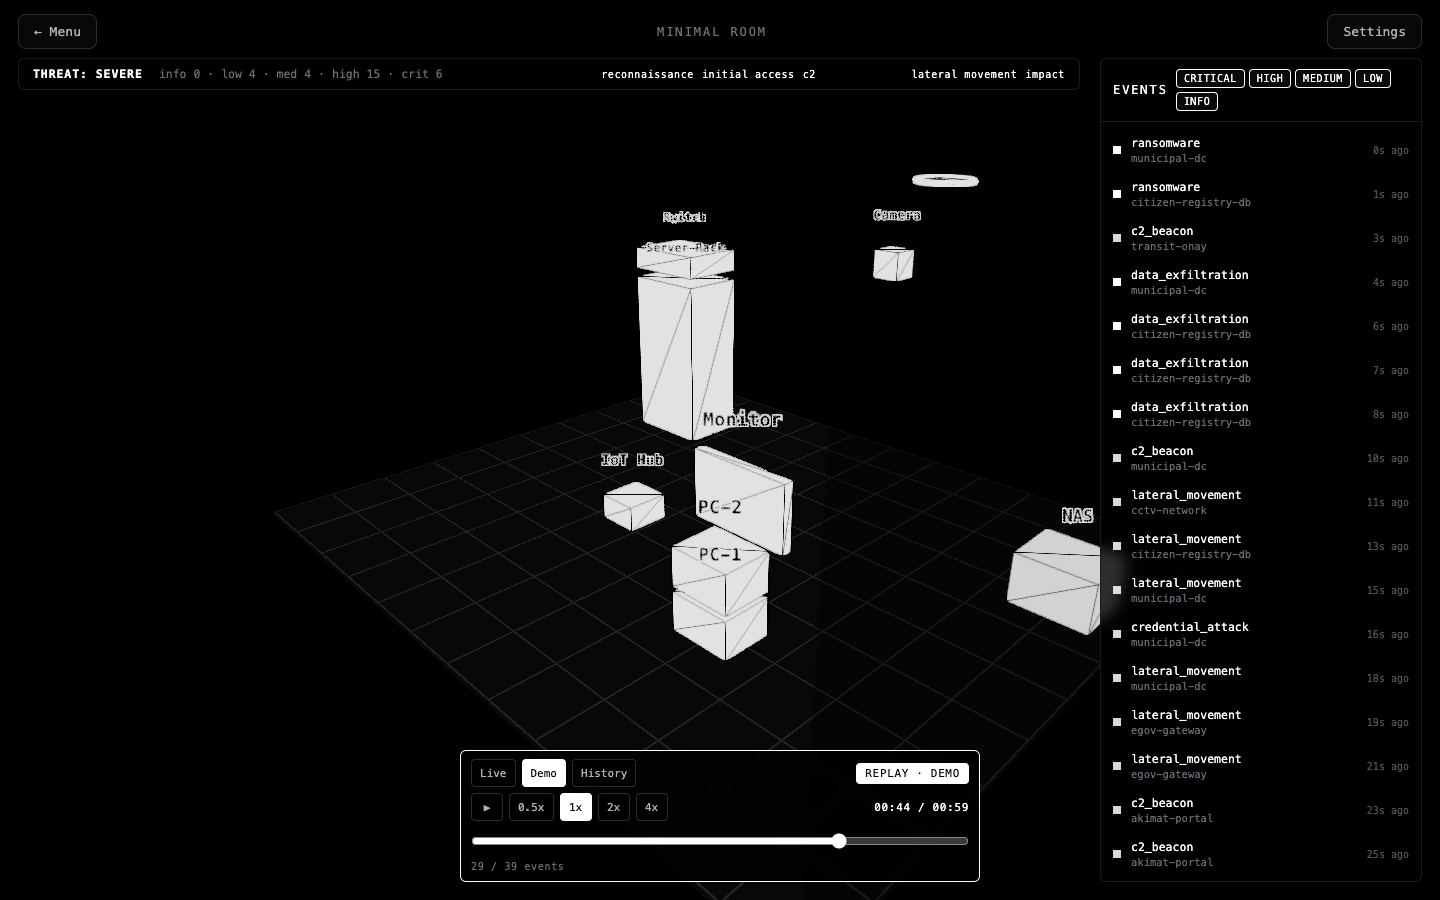 ← Menu
MINIMAL ROOM
Settings
THREAT: SEVERE info 0 · low 4 · med 4 · high 15 · crit 6
reconnaissance initial access c2
lateral movement impact
EVENTS CRITICAL HIGH MEDIUM LOW
INFO
ransomware
municipal-dc
0s ago
ransomware
citizen-registry-db
1s ago
c2_beacon
transit-onay
3s ago
data_exfiltration
municipal-dc
4s ago
data_exfiltration
citizen-registry-db
6s ago
data_exfiltration
citizen-registry-db
7s ago
data_exfiltration
citizen-registry-db
8s ago
c2_beacon
municipal-dc
10s ago
lateral_movement
cctv-network
11s ago
lateral_movement
citizen-registry-db
13s ago
lateral_movement
municipal-dc
15s ago
credential_attack
municipal-dc
16s ago
lateral_movement
municipal-dc
18s ago
lateral_movement
egov-gateway
19s ago
lateral_movement
egov-gateway
21s ago
c2_beacon
akimat-portal
23s ago
c2_beacon
akimat-portal
25s ago
Camera
Server Rack
Monitor
IoT Hub
PC-2
NAS
PC-1
Live Demo History
REPLAY · DEMO
▶ 0.5x 1x 2x 4x
00:44 / 00:59
29 / 39 events